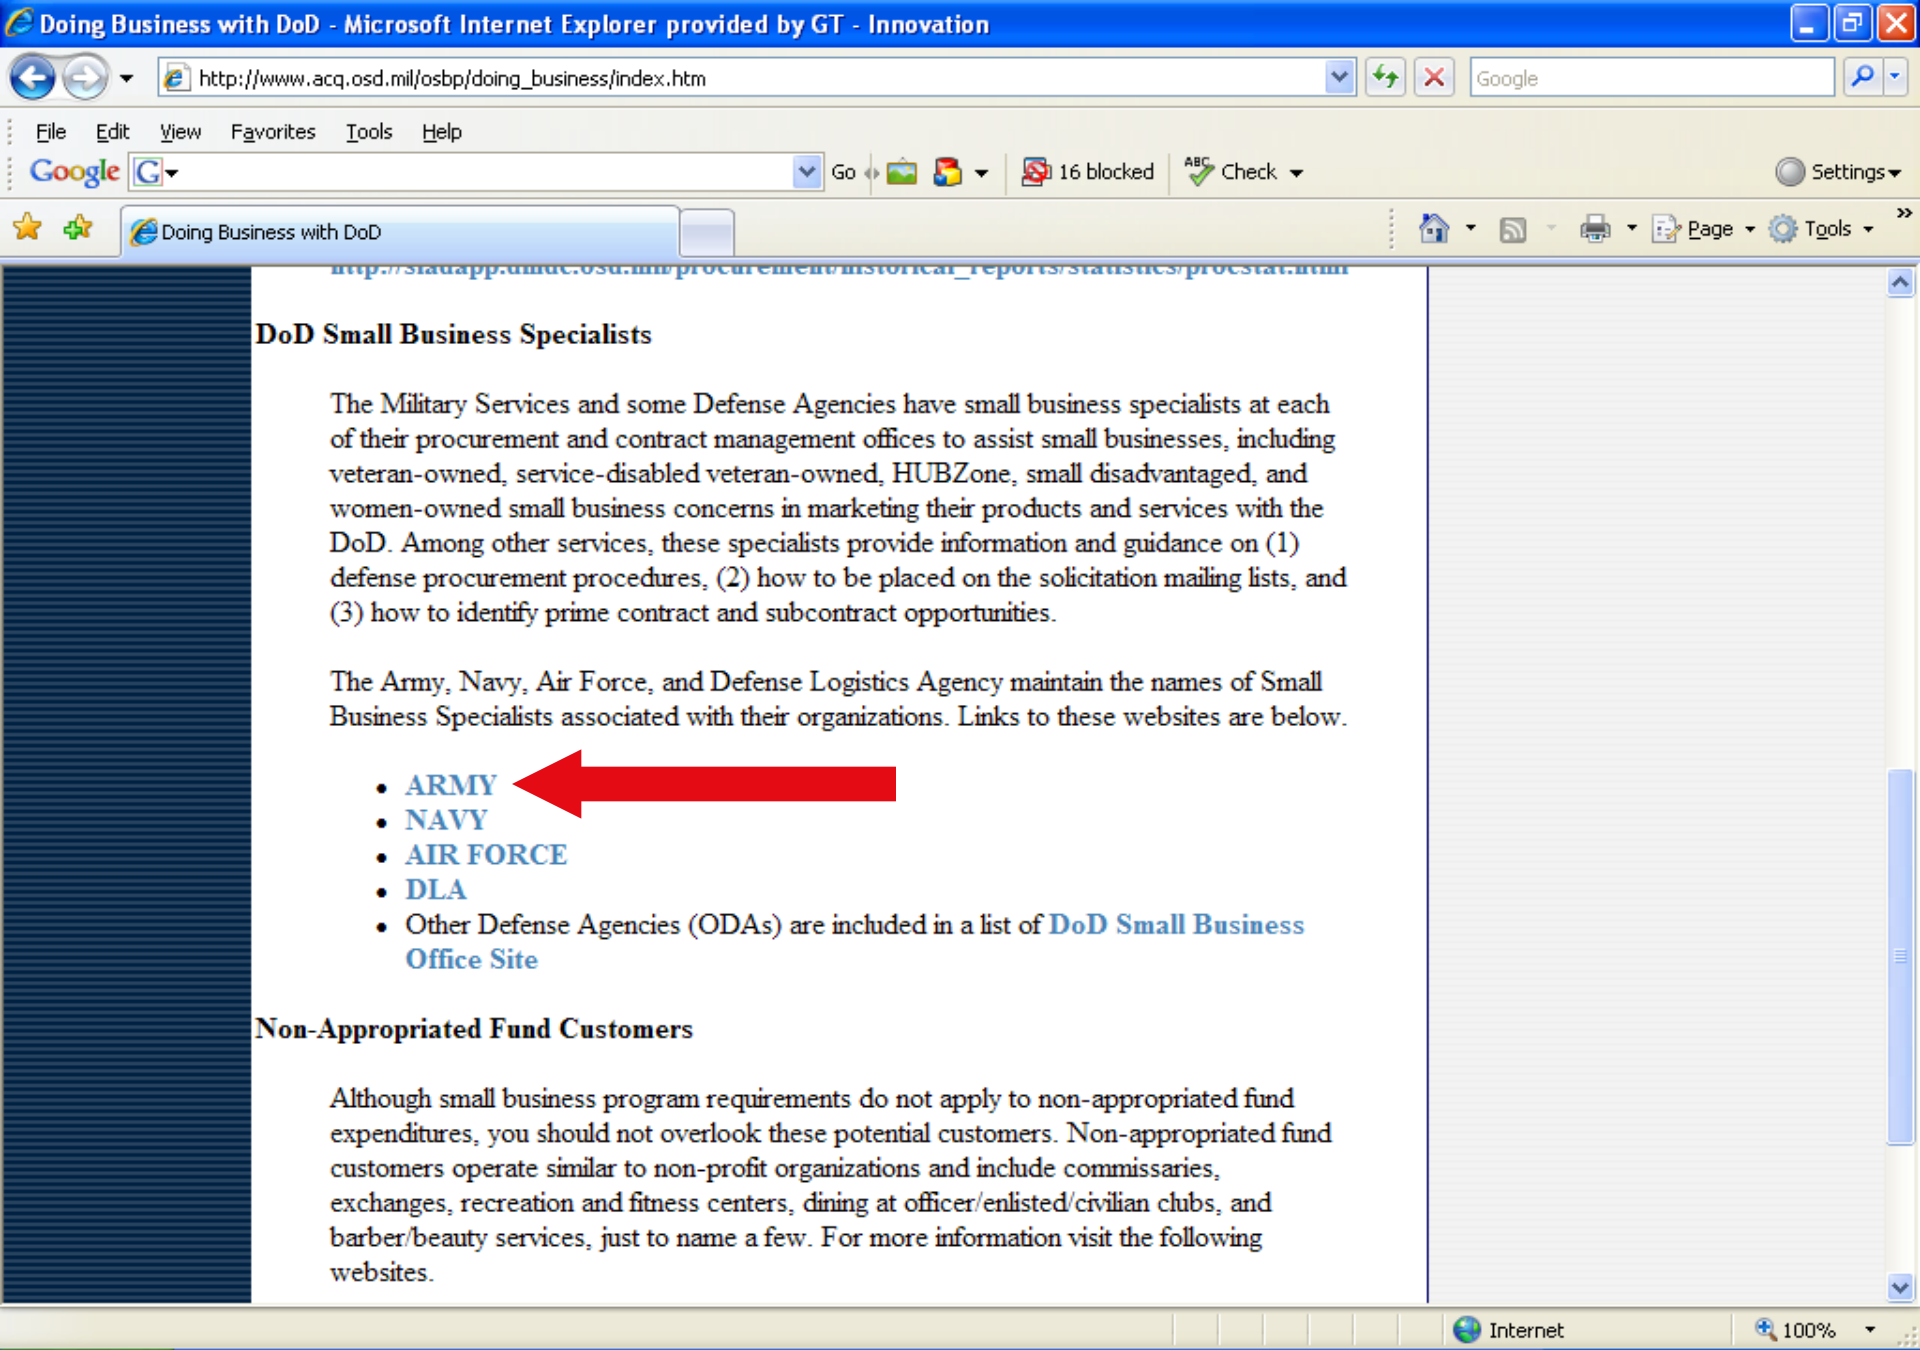 Doing Business with DoD - Microsoft Internet Explorer provided by GT - Innovation
http://www.acq.osd.mil/osbp/doing_business/index.htm
Google
File Edit View Favorites Tools Help
Google G Go 16 blocked ABC Check Settings
Doing Business with DoD
Page Tools »
http://siadapp.dmdc.osd.mil/procurement/historical_reports/statistics/procstat.html
DoD Small Business Specialists
The Military Services and some Defense Agencies have small business specialists at each
of their procurement and contract management offices to assist small businesses, including
veteran-owned, service-disabled veteran-owned, HUBZone, small disadvantaged, and
women-owned small business concerns in marketing their products and services with the
DoD. Among other services, these specialists provide information and guidance on (1)
defense procurement procedures, (2) how to be placed on the solicitation mailing lists, and
(3) how to identify prime contract and subcontract opportunities.
The Army, Navy, Air Force, and Defense Logistics Agency maintain the names of Small
Business Specialists associated with their organizations. Links to these websites are below.
• ARMY
• NAVY
• AIR FORCE
• DLA
• Other Defense Agencies (ODAs) are included in a list of DoD Small Business
Office Site
Non-Appropriated Fund Customers
Although small business program requirements do not apply to non-appropriated fund
expenditures, you should not overlook these potential customers. Non-appropriated fund
customers operate similar to non-profit organizations and include commissaries,
exchanges, recreation and fitness centers, dining at officer/enlisted/civilian clubs, and
barber/beauty services, just to name a few. For more information visit the following
websites.
Internet 100%